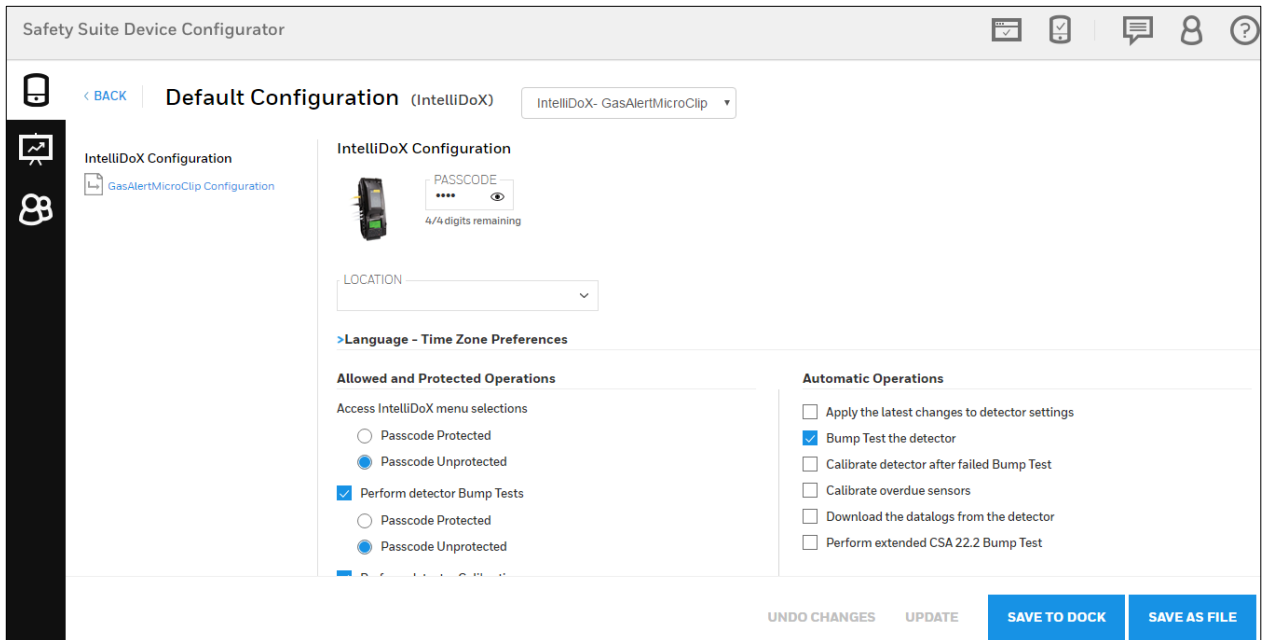 Safety Suite Device Configurator
< BACK
Default Configuration (IntelliDoX)
IntelliDoX- GasAlertMicroClip
IntelliDoX Configuration
GasAlertMicroClip Configuration
IntelliDoX Configuration
PASSCODE
••••
4/4 digits remaining
LOCATION
>Language - Time Zone Preferences
Allowed and Protected Operations
Access IntelliDoX menu selections
Passcode Protected
Passcode Unprotected
Perform detector Bump Tests
Passcode Protected
Passcode Unprotected
Automatic Operations
Apply the latest changes to detector settings
Bump Test the detector
Calibrate detector after failed Bump Test
Calibrate overdue sensors
Download the datalogs from the detector
Perform extended CSA 22.2 Bump Test
UNDO CHANGES
UPDATE
SAVE TO DOCK
SAVE AS FILE